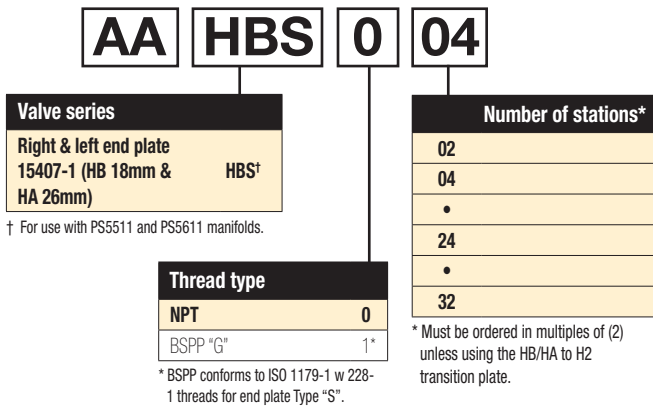 AA HBS 0 04
Valve series
Right & left end plate
15407-1 (HB 18mm & HBS†
HA 26mm)
† For use with PS5511 and PS5611 manifolds.
Thread type
NPT 0
BSPP “G” 1*
* BSPP conforms to ISO 1179-1 w 228-
1 threads for end plate Type “S”.
Number of stations*
02
04
•
24
•
32
* Must be ordered in multiples of (2)
unless using the HB/HA to H2
transition plate.